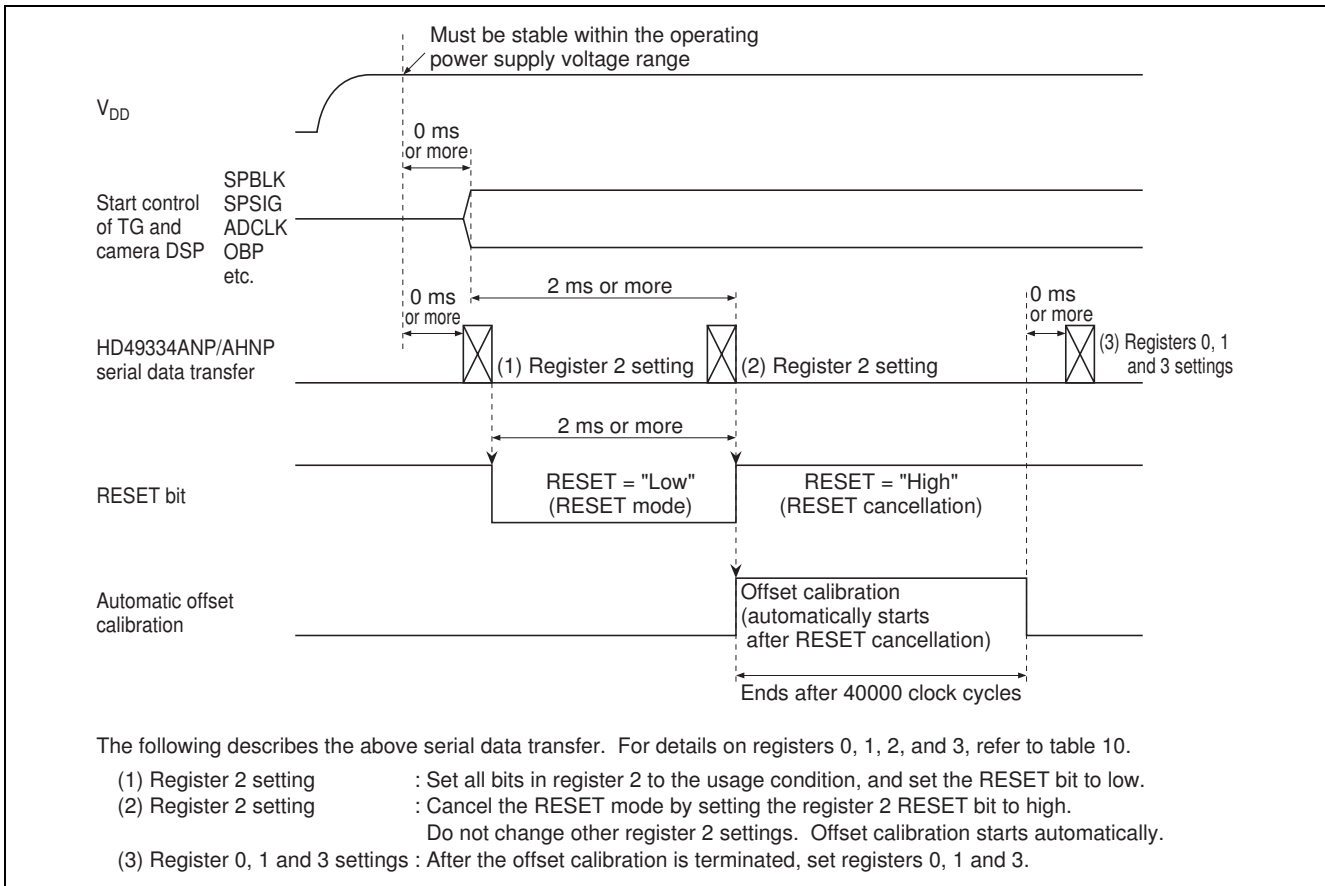 Must be stable within the operating
power supply voltage range
V_DD
0 ms
or more
Start control
of TG and
camera DSP
SPBLK
SPSIG
ADCLK
OBP
etc.
2 ms or more
0 ms
or more
0 ms
or more
HD49334ANP/AHNP
serial data transfer
(1) Register 2 setting
(2) Register 2 setting
(3) Registers 0, 1
and 3 settings
2 ms or more
RESET bit
RESET = "Low"
(RESET mode)
RESET = "High"
(RESET cancellation)
Automatic offset
calibration
Offset calibration
(automatically starts
after RESET cancellation)
Ends after 40000 clock cycles
The following describes the above serial data transfer. For details on registers 0, 1, 2, and 3, refer to table 10.
(1) Register 2 setting : Set all bits in register 2 to the usage condition, and set the RESET bit to low.
(2) Register 2 setting : Cancel the RESET mode by setting the register 2 RESET bit to high.
Do not change other register 2 settings. Offset calibration starts automatically.
(3) Register 0, 1 and 3 settings : After the offset calibration is terminated, set registers 0, 1 and 3.